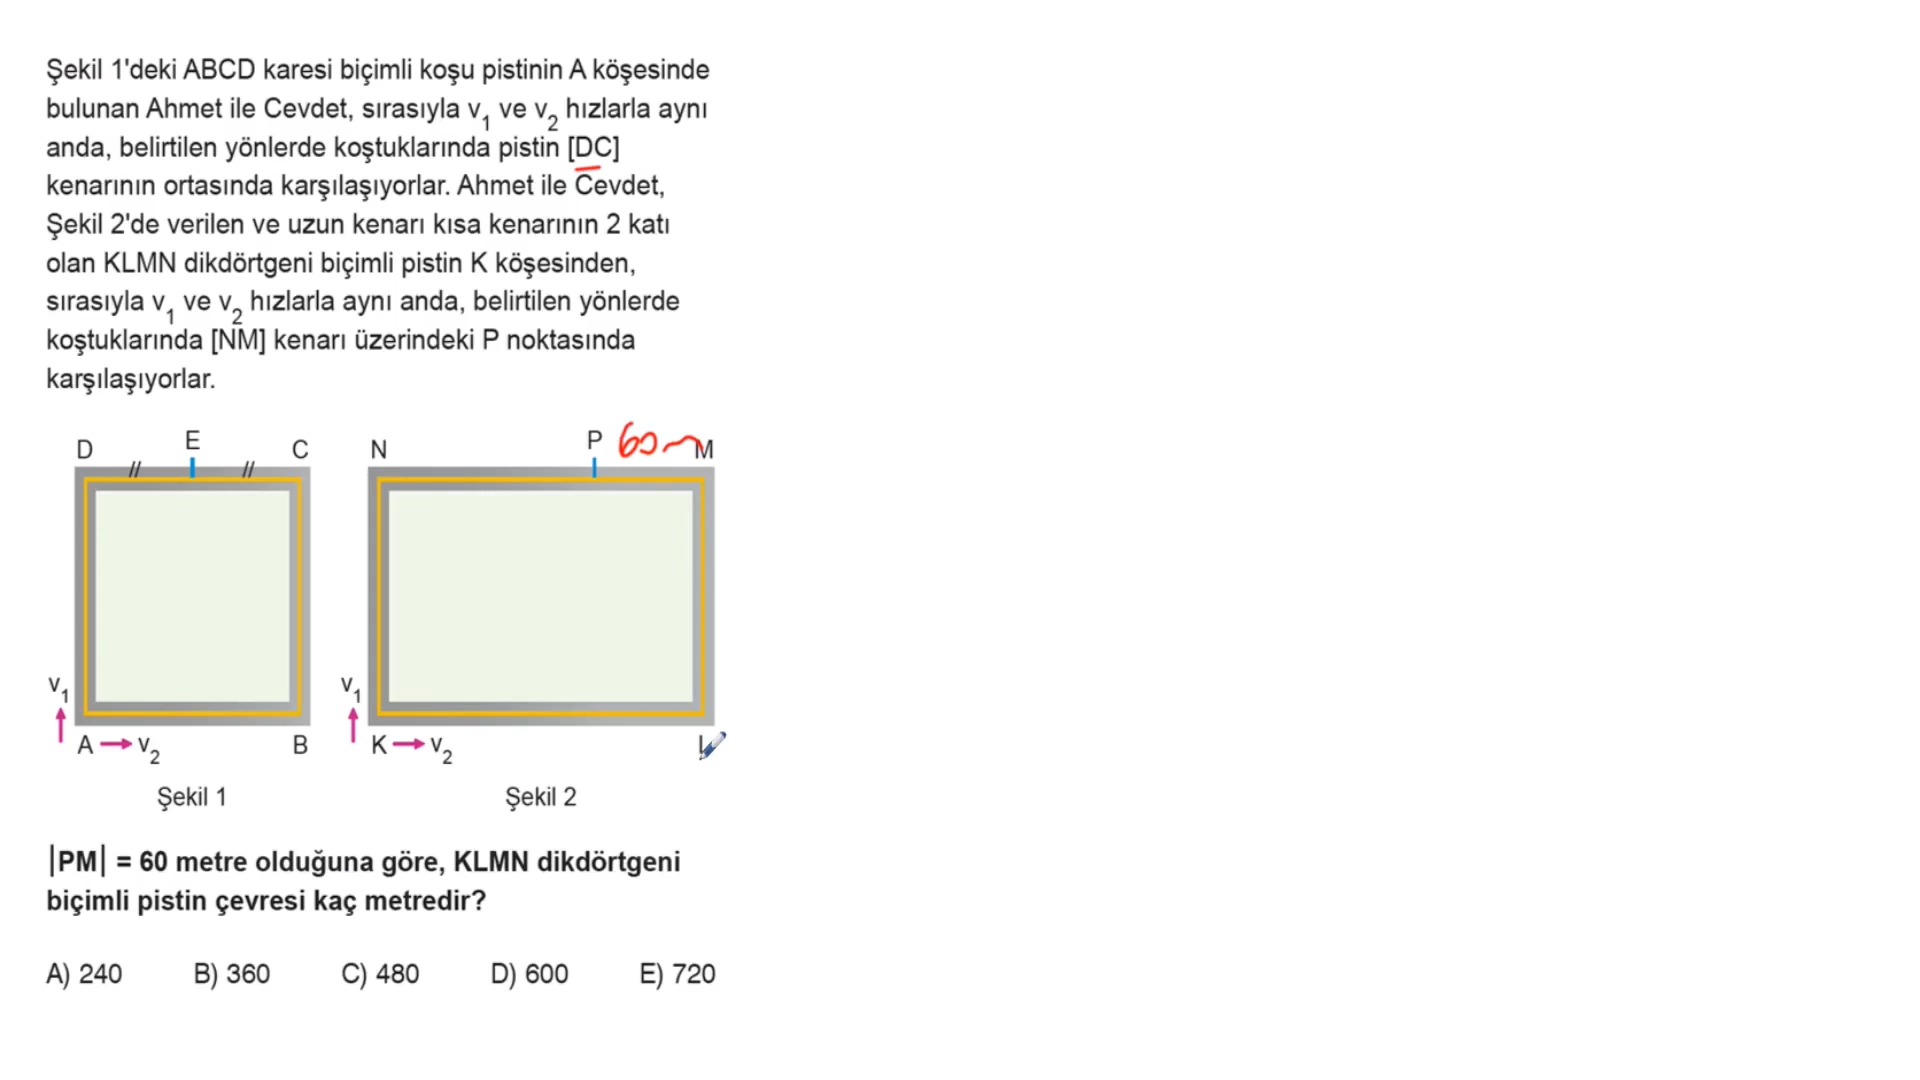 Şekil 1'deki ABCD karesi biçimli koşu pistinin A köşesinde
bulunan Ahmet ile Cevdet, sırasıyla v₁ ve v₂ hızlarla aynı
anda, belirtilen yönlerde koştuklarında pistin [DC]
kenarının ortasında karşılaşıyorlar. Ahmet ile Cevdet,
Şekil 2'de verilen ve uzun kenarı kısa kenarının 2 katı
olan KLMN dikdörtgeni biçimli pistin K köşesinden,
sırasıyla v₁ ve v₂ hızlarla aynı anda, belirtilen yönlerde
koştuklarında [NM] kenarı üzerindeki P noktasında
karşılaşıyorlar.
D E C N P 60 m M
v₁ v₁
A v₂ B K v₂ L
Şekil 1 Şekil 2
|PM| = 60 metre olduğuna göre, KLMN dikdörtgeni
biçimli pistin çevresi kaç metredir?
A) 240 B) 360 C) 480 D) 600 E) 720